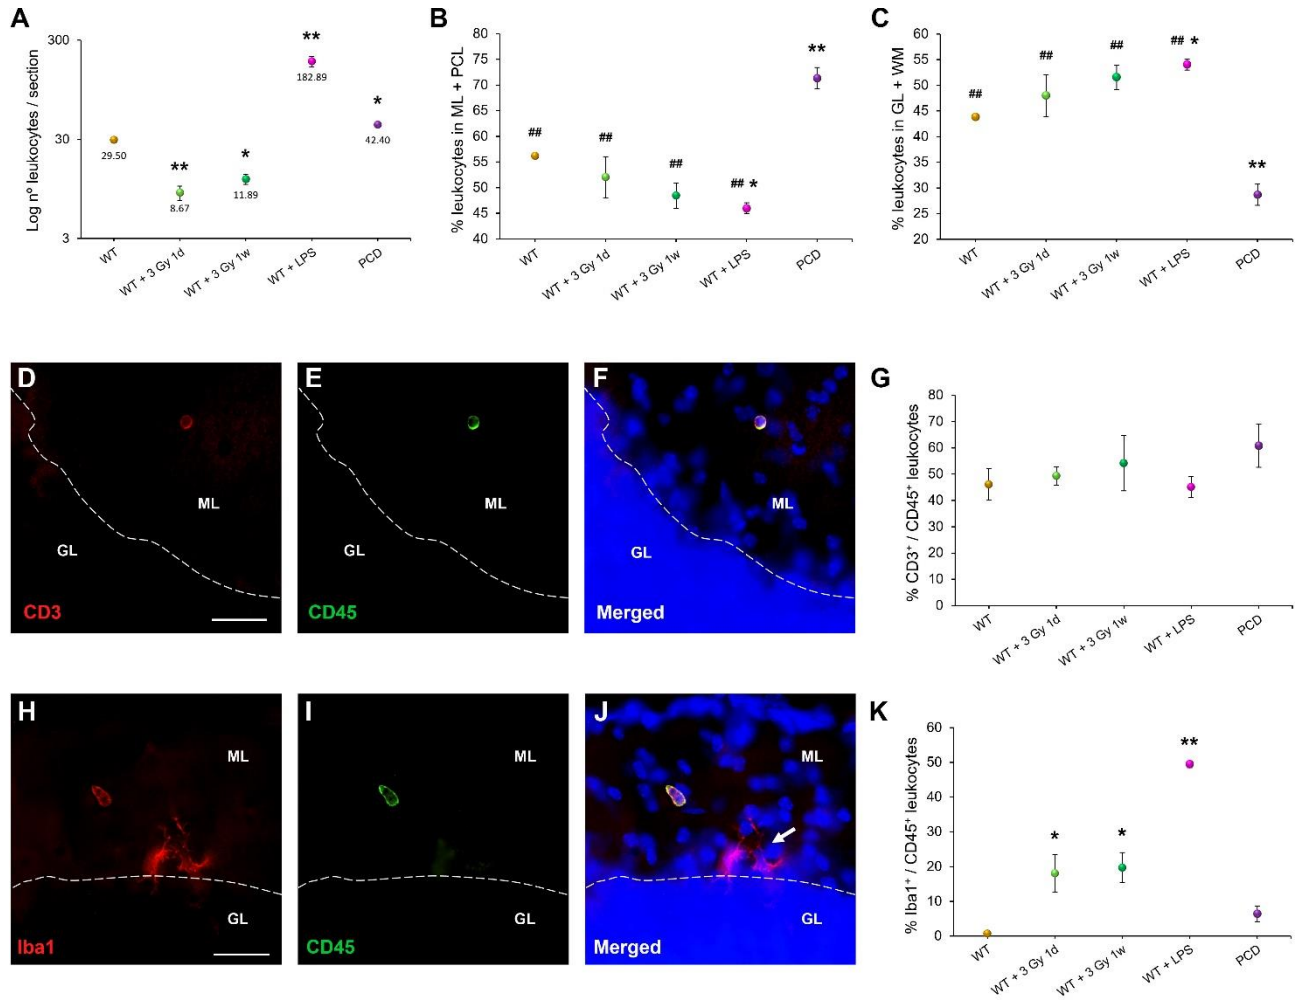 A
Log nº leukocytes / section
300
30
3
29.50
**
8.67
*
11.89
**
182.89
*
42.40
WT
WT + 3 Gy 1d
WT + 3 Gy 1w
WT + LPS
PCD
B
% leukocytes in ML + PCL
80
75
70
65
60
55
50
45
40
##
##
##
## *
**
WT
WT + 3 Gy 1d
WT + 3 Gy 1w
WT + LPS
PCD
C
% leukocytes in GL + WM
60
55
50
45
40
35
30
25
20
##
##
##
## *
**
WT
WT + 3 Gy 1d
WT + 3 Gy 1w
WT + LPS
PCD
D
ML
GL
CD3
E
ML
GL
CD45
F
ML
GL
Merged
G
% CD3⁺ / CD45⁺ leukocytes
80
70
60
50
40
30
20
10
0
WT
WT + 3 Gy 1d
WT + 3 Gy 1w
WT + LPS
PCD
H
ML
GL
Iba1
I
ML
GL
CD45
J
ML
GL
Merged
K
% Iba1⁺ / CD45⁺ leukocytes
60
50
40
30
20
10
0
*
*
**
WT
WT + 3 Gy 1d
WT + 3 Gy 1w
WT + LPS
PCD